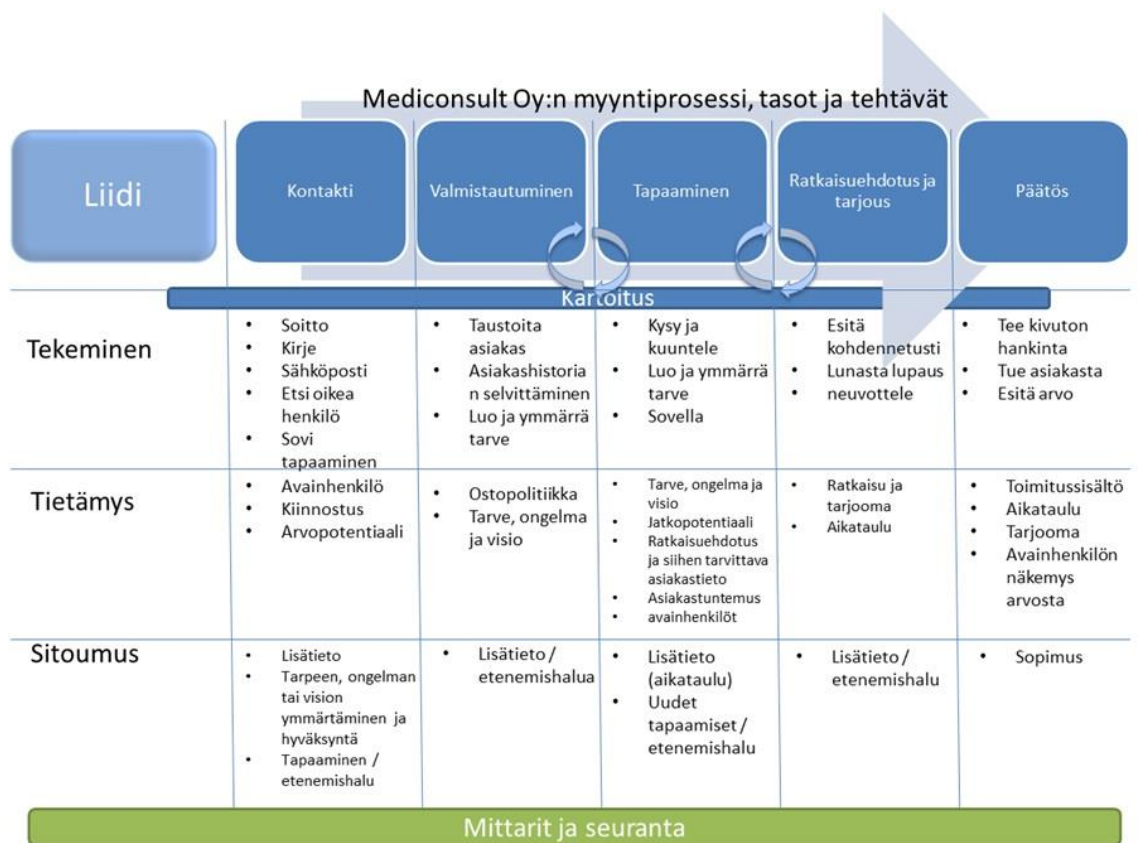 Mediconsult Oy:n myyntiprosessi, tasot ja tehtävät
Liidi
Kontakti
Valmistautuminen
Tapaaminen
Ratkaisuehdotus ja
tarjous
Päätös
Kartoitus
Tekeminen
• Soitto
• Kirje
• Sähköposti
• Etsi oikea
henkilö
• Sovi
tapaaminen
• Taustoita
asiakas
• Asiakashistoria
n selvittäminen
• Luo ja ymmärrä
tarve
• Kysy ja
kuuntele
• Luo ja ymmärrä
tarve
• Sovella
• Esitä
kohdennetusti
• Lunasta lupaus
• neuvottele
• Tee kivuton
hankinta
• Tue asiakasta
• Esitä arvo
Tietämys
• Avainhenkilö
• Kiinnostus
• Arvopotentiaali
• Ostopolitiikka
• Tarve, ongelma
ja visio
• Tarve, ongelma ja
visio
• Jatkopotentiaali
• Ratkaisuehdotus
ja siihen tarvittava
asiakastieto
• Asiakastuntemus
• avainhenkilöt
• Ratkaisu ja
tarjooma
• Aikataulu
• Toimitussisältö
• Aikataulu
• Tarjooma
• Avainhenkilön
näkemys
arvosta
Sitoumus
• Lisätieto
• Tarpeen, ongelman
tai vision
ymmärtäminen ja
hyväksyntä
• Tapaaminen /
etenemishalu
• Lisätieto /
etenemishalua
• Lisätieto
(aikataulu)
• Uudet
tapaamiset /
etenemishalu
• Lisätieto /
etenemishalu
• Sopimus
Mittarit ja seuranta